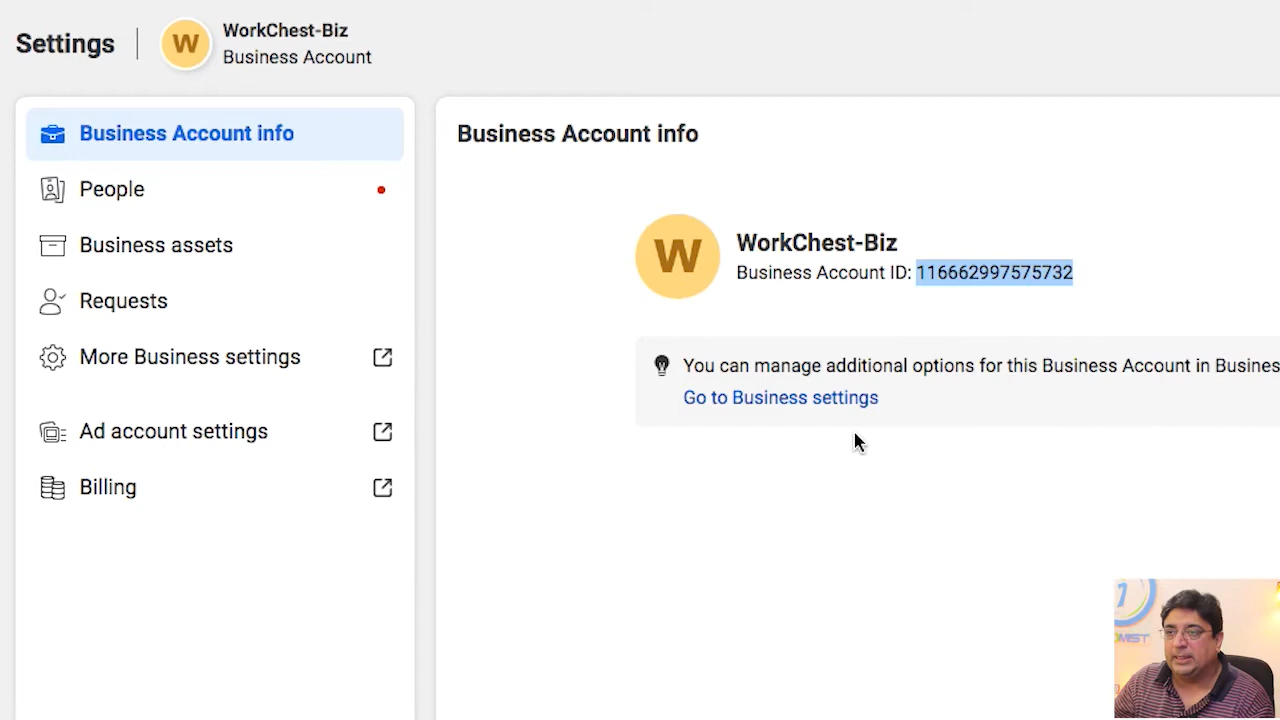 Settings
W
WorkChest-Biz
Business Account
Business Account info
People
Business assets
Requests
More Business settings
Ad account settings
Billing
Business Account info
W
WorkChest-Biz
Business Account ID: 116662997575732
You can manage additional options for this Business Account in Busines
Go to Business settings
MIST